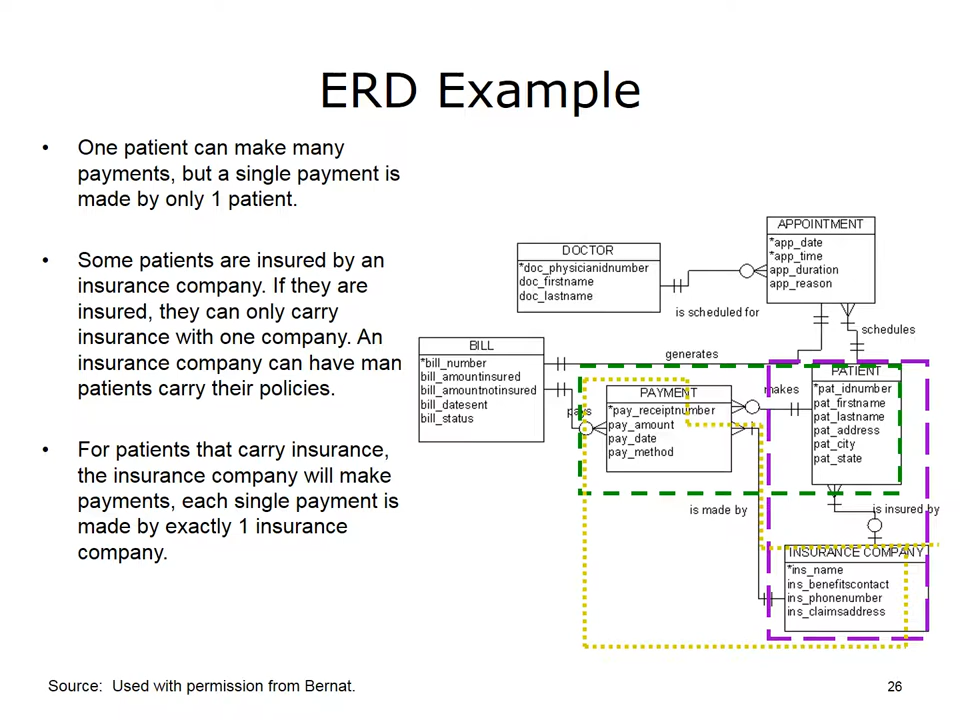 ERD Example
• One patient can make many
payments, but a single payment is
made by only 1 patient.
• Some patients are insured by an
insurance company. If they are
insured, they can only carry
insurance with one company. An
insurance company can have man
patients carry their policies.
• For patients that carry insurance,
the insurance company will make
payments, each single payment is
made by exactly 1 insurance
company.
APPOINTMENT
*app_date
*app_time
app_duration
app_reason
DOCTOR
*doc_physicianidnumber
doc_firstname
doc_lastname
is scheduled for
schedules
generates
BILL
*bill_number
bill_amountinsured
bill_amountnotinsured
bill_datesent
bill_status
pays
PAYMENT
*pay_receiptnumber
pay_amount
pay_date
pay_method
makes
PATIENT
*pat_idnumber
pat_firstname
pat_lastname
pat_address
pat_city
pat_state
is made by
is insured by
INSURANCE COMPANY
*ins_name
ins_benefitscontact
ins_phonenumber
ins_claimsaddress
Source: Used with permission from Bernat.
26